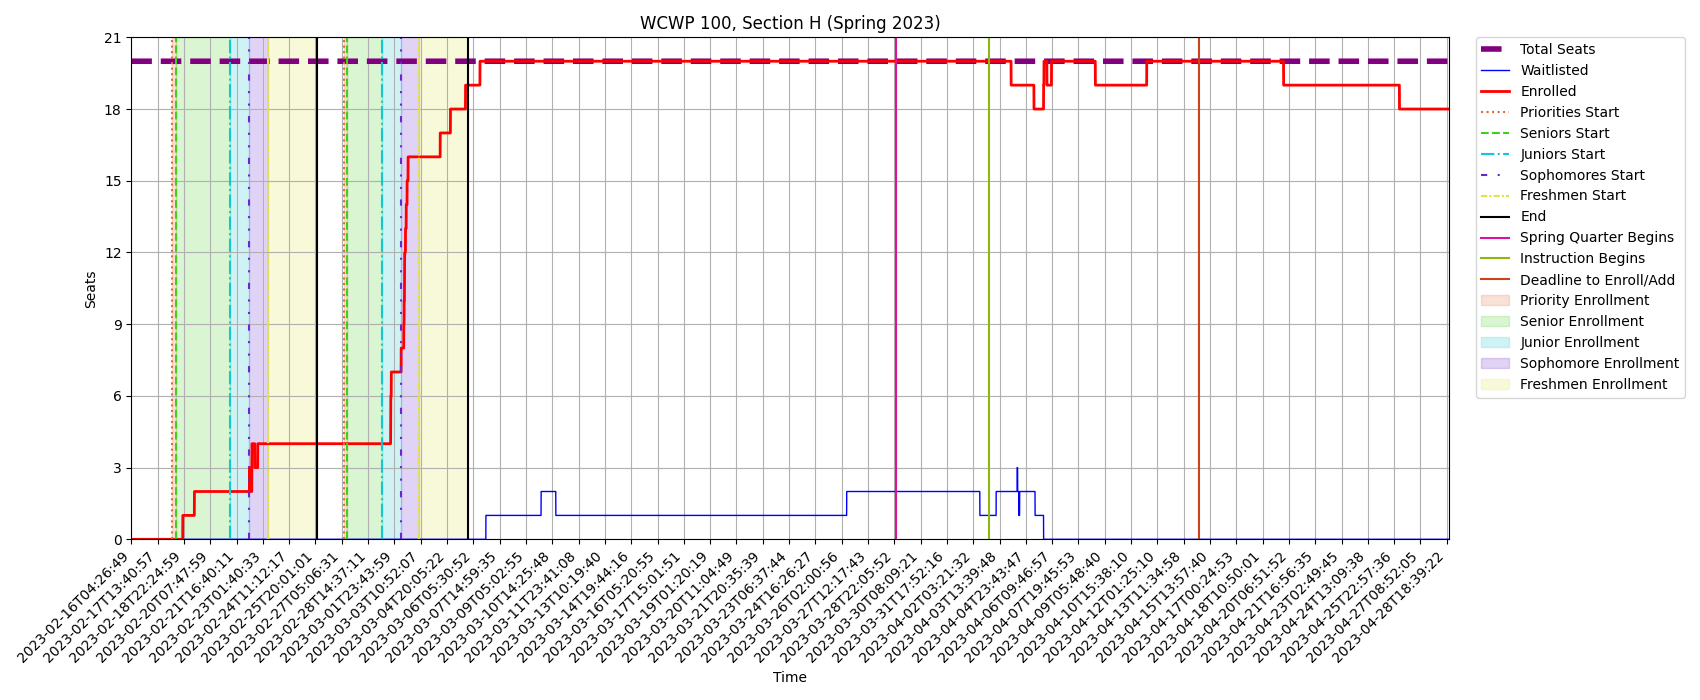 WCWP 100, Section H (Spring 2023)
21
18
15
12
9
6
3
0
Seats
2023-02-16T04:26:49
2023-02-17T13:40:57
2023-02-18T22:24:59
2023-02-20T07:47:59
2023-02-21T16:40:11
2023-02-23T01:40:33
2023-02-24T11:12:17
2023-02-25T20:01:01
2023-02-27T05:06:31
2023-02-28T14:37:11
2023-03-01T23:43:59
2023-03-03T10:52:07
2023-03-04T20:05:22
2023-03-06T05:30:52
2023-03-07T14:59:35
2023-03-09T05:02:55
2023-03-10T14:25:48
2023-03-11T23:41:08
2023-03-13T10:19:40
2023-03-14T19:44:16
2023-03-16T05:20:55
2023-03-17T15:01:51
2023-03-19T01:20:19
2023-03-20T11:04:49
2023-03-21T20:35:39
2023-03-23T06:37:44
2023-03-24T16:26:27
2023-03-26T02:00:56
2023-03-27T12:17:43
2023-03-28T22:05:52
2023-03-30T08:09:21
2023-03-31T17:52:16
2023-04-02T03:21:32
2023-04-03T13:39:48
2023-04-04T23:43:47
2023-04-06T09:46:57
2023-04-07T19:45:53
2023-04-09T05:48:40
2023-04-10T15:38:10
2023-04-12T01:25:10
2023-04-13T11:34:58
2023-04-15T13:57:40
2023-04-17T00:24:53
2023-04-18T10:50:01
2023-04-20T06:51:52
2023-04-21T16:56:35
2023-04-23T02:49:45
2023-04-24T13:09:38
2023-04-25T22:57:36
2023-04-27T08:52:05
2023-04-28T18:39:22
Time
Total Seats
Waitlisted
Enrolled
Priorities Start
Seniors Start
Juniors Start
Sophomores Start
Freshmen Start
End
Spring Quarter Begins
Instruction Begins
Deadline to Enroll/Add
Priority Enrollment
Senior Enrollment
Junior Enrollment
Sophomore Enrollment
Freshmen Enrollment